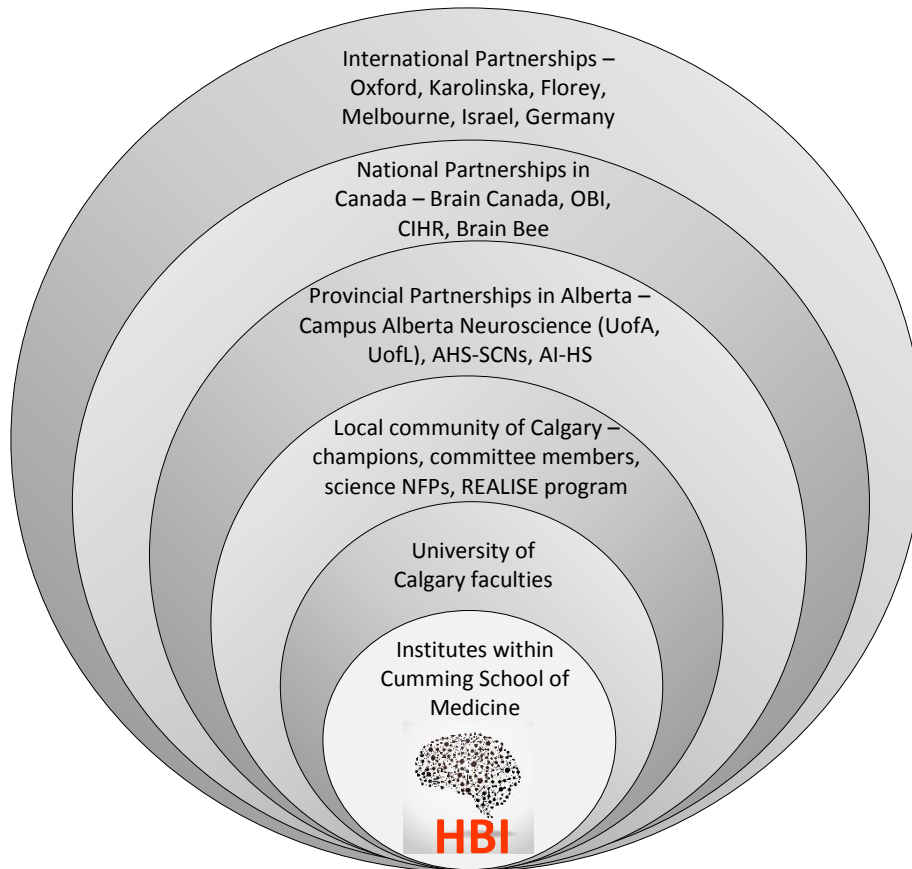 International Partnerships –
Oxford, Karolinska, Florey,
Melbourne, Israel, Germany
National Partnerships in
Canada – Brain Canada, OBI,
CIHR, Brain Bee
Provincial Partnerships in Alberta –
Campus Alberta Neuroscience (UofA,
UofL), AHS-SCNs, AI-HS
Local community of Calgary –
champions, committee members,
science NFPs, REALISE program
University of
Calgary faculties
Institutes within
Cumming School of
Medicine
HBI